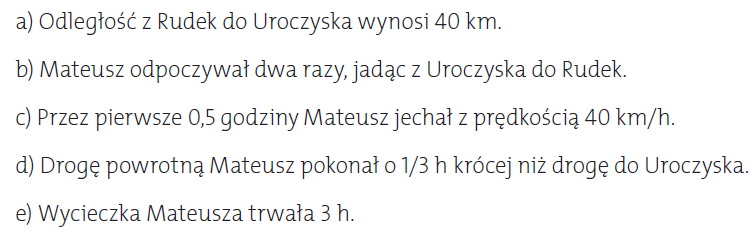 a) Odległość z Rudek do Uroczyska wynosi 40 km.
b) Mateusz odpoczywał dwa razy, jadąc z Uroczyska do Rudek.
c) Przez pierwsze 0,5 godziny Mateusz jechał z prędkością 40 km/h.
d) Drogę powrotną Mateusz pokonał o 1/3 h krócej niż drogę do Uroczyska.
e) Wycieczka Mateusza trwała 3 h.